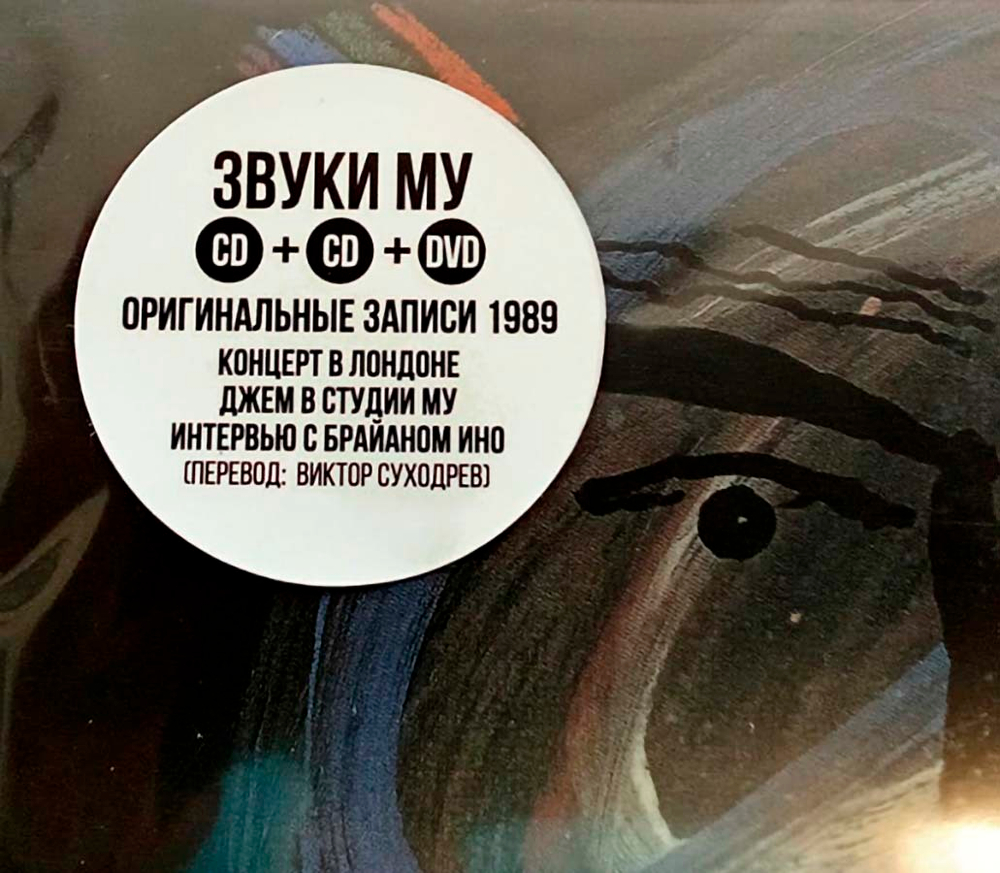 ЗВУКИ МУ
CD + CD + DVD
ОРИГИНАЛЬНЫЕ ЗАПИСИ 1989
КОНЦЕРТ В ЛОНДОНЕ
ДЖЕМ В СТУДИИ МУ
ИНТЕРВЬЮ С БРАЙАНОМ ИНО
(ПЕРЕВОД: ВИКТОР СУХОДРЕВ)